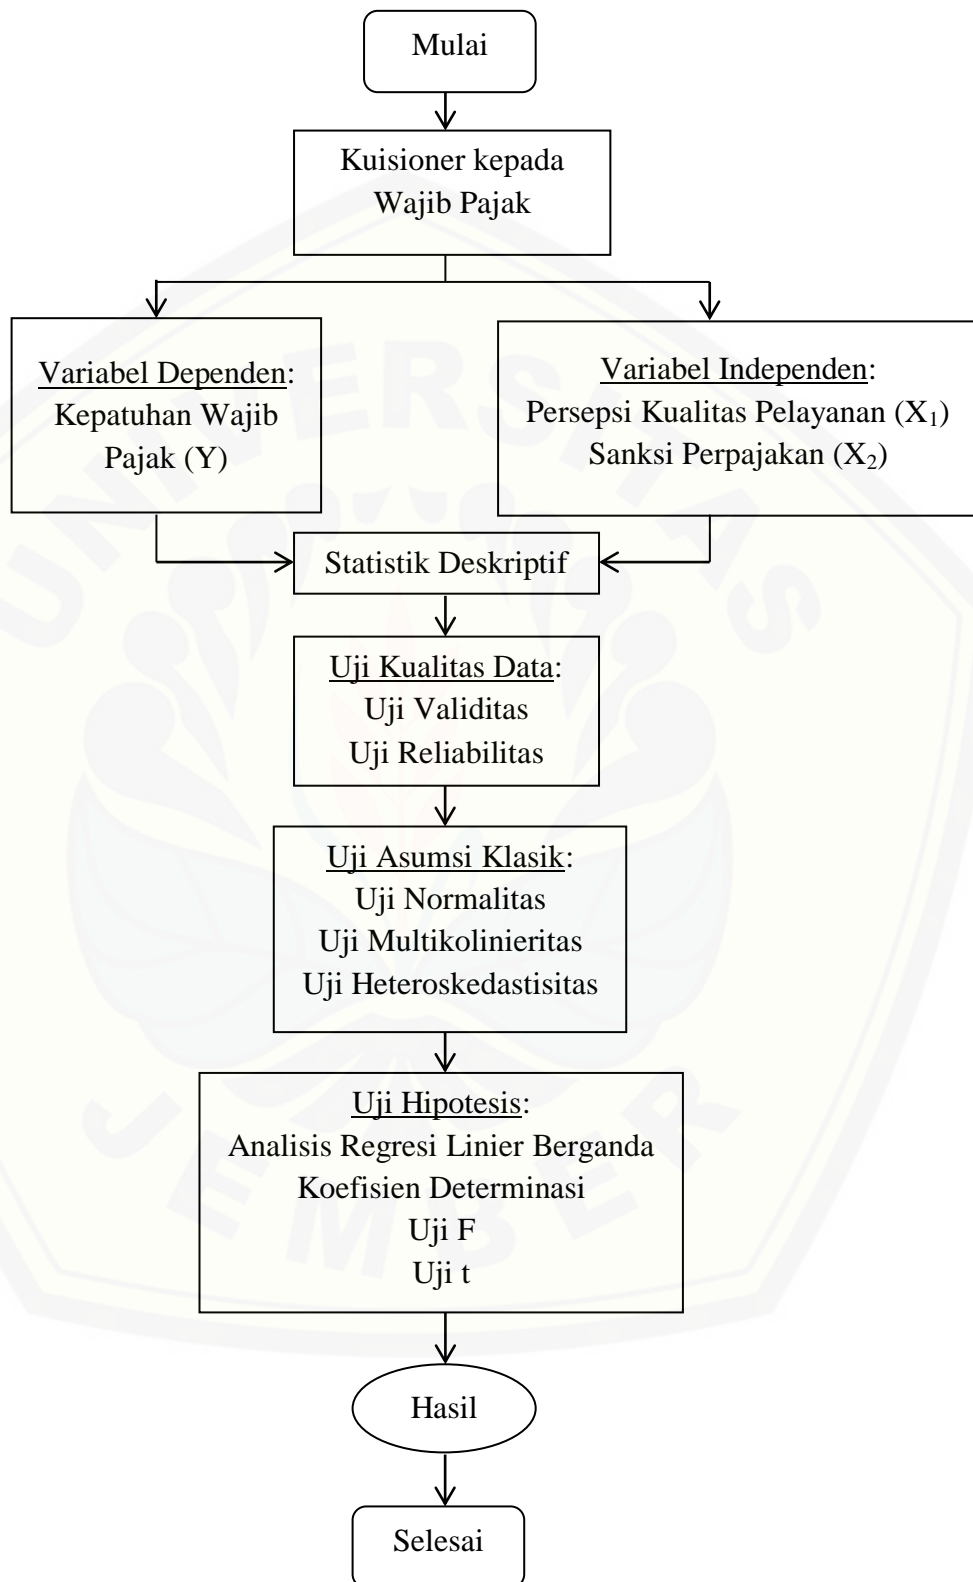 Mulai
Kuisioner kepada
Wajib Pajak
Variabel Dependen:
Kepatuhan Wajib
Pajak (Y)
Variabel Independen:
Persepsi Kualitas Pelayanan (X₁)
Sanksi Perpajakan (X₂)
Statistik Deskriptif
Uji Kualitas Data:
Uji Validitas
Uji Reliabilitas
Uji Asumsi Klasik:
Uji Normalitas
Uji Multikolinieritas
Uji Heteroskedastisitas
Uji Hipotesis:
Analisis Regresi Linier Berganda
Koefisien Determinasi
Uji F
Uji t
Hasil
Selesai
UNIVERSITAS
JEMBER